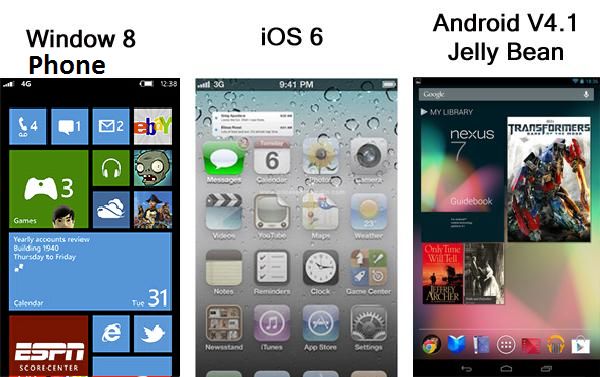 Window 8
Phone
iOS 6
Android V4.1
Jelly Bean
4G
12:38
4
1
2
ebY
3
Games
Yearly accounts review
Building 1940
Thursday to Friday
Calendar
Tue 31
ESPN
SCORECENTER
3G
9:41 PM
Tuesday
6
Messages
Calendar
Photos
Camera
Videos
YouTube
Maps
Weather
Notes
Reminders
Clock
Game Center
Newsstand
iTunes
App Store
Settings
Google
MY LIBRARY
nexus
7
Guidebook
TRANSFORMERS
Only Time
Will Tell
JEFFREY
ARCHER